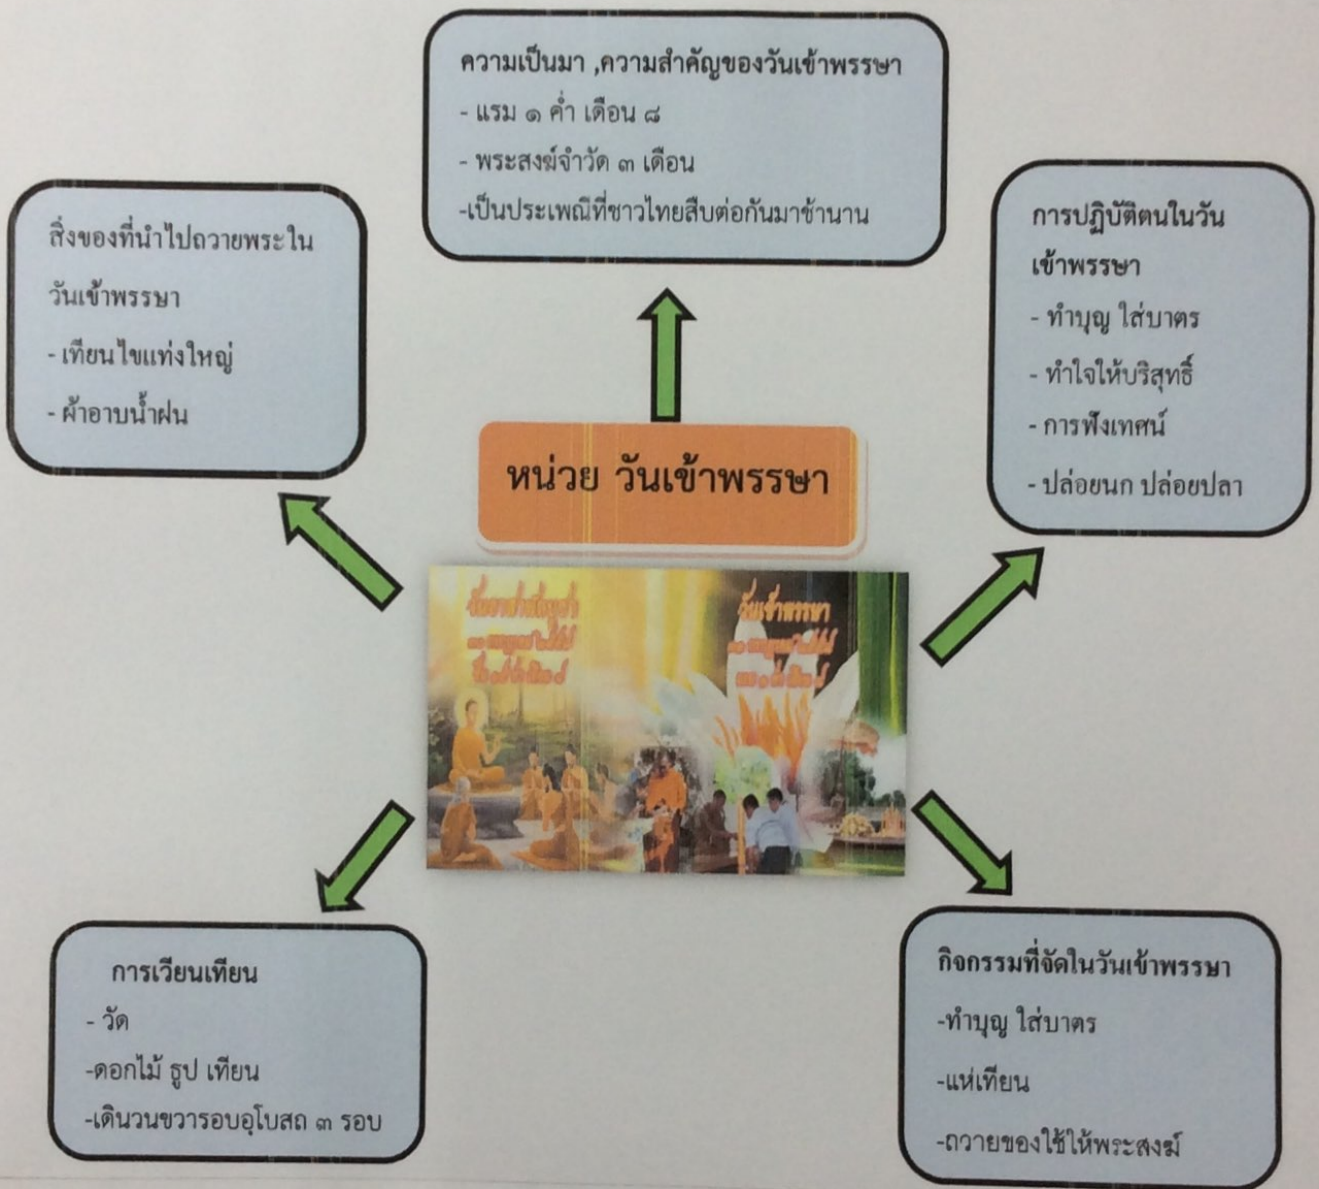 ความเป็นมา ,ความสำคัญของวันเข้าพรรษา
- แรม ๑ ค่ำ เดือน ๘
- พระสงฆ์จำวัด ๓ เดือน
-เป็นประเพณีที่ชาวไทยสืบต่อกันมาช้านาน
สิ่งของที่นำไปถวายพระใน
วันเข้าพรรษา
- เทียนไขแท่งใหญ่
- ผ้าอาบน้ำฝน
การปฏิบัติตนในวัน
เข้าพรรษา
- ทำบุญ ใส่บาตร
- ทำใจให้บริสุทธิ์
- การฟังเทศน์
- ปล่อยนก ปล่อยปลา
หน่วย วันเข้าพรรษา
วันอาสาฬหบูชา
วันเข้าพรรษา
การเวียนเทียน
- วัด
-ดอกไม้ ธูป เทียน
-เดินวนขวารอบอุโบสถ ๓ รอบ
กิจกรรมที่จัดในวันเข้าพรรษา
-ทำบุญ ใส่บาตร
-แห่เทียน
-ถวายของใช้ให้พระสงฆ์